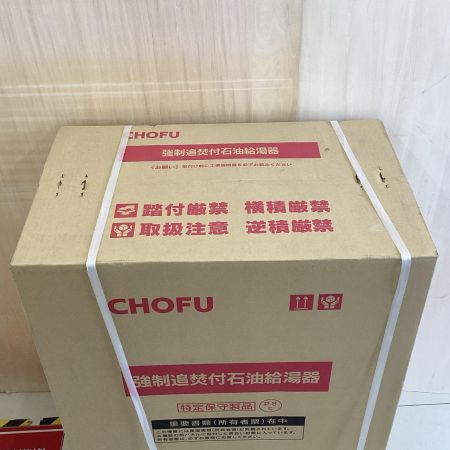 CHOFU
強制追焚付石油給湯器
踏付厳禁 横積厳禁
取扱注意 逆積厳禁
CHOFU
強制追焚付石油給湯器
特定保守製品
重要書類(所有者票)在中